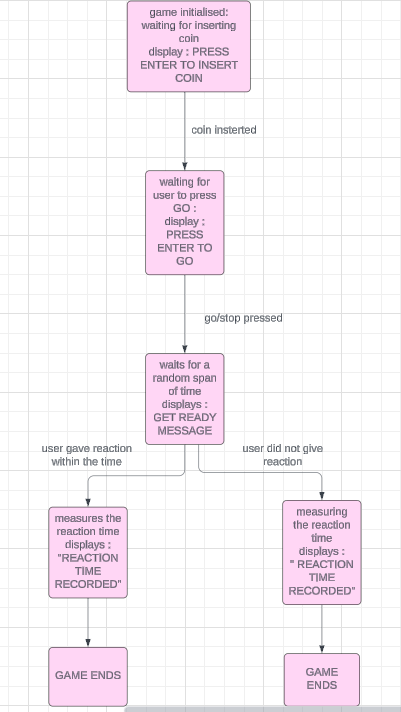 game initialised:
waiting for inserting
coin
display : PRESS
ENTER TO INSERT
COIN
coin insterted
waiting for
user to press
GO :
display :
PRESS
ENTER TO
GO
go/stop pressed
waits for a
random span
of time
displays :
GET READY
MESSAGE
user gave reaction
within the time
user did not give
reaction
measures the
reaction time
displays :
"REACTION
TIME
RECORDED"
measuring
the reaction
time
displays :
" REACTION
TIME
RECORDED"
GAME ENDS
GAME
ENDS